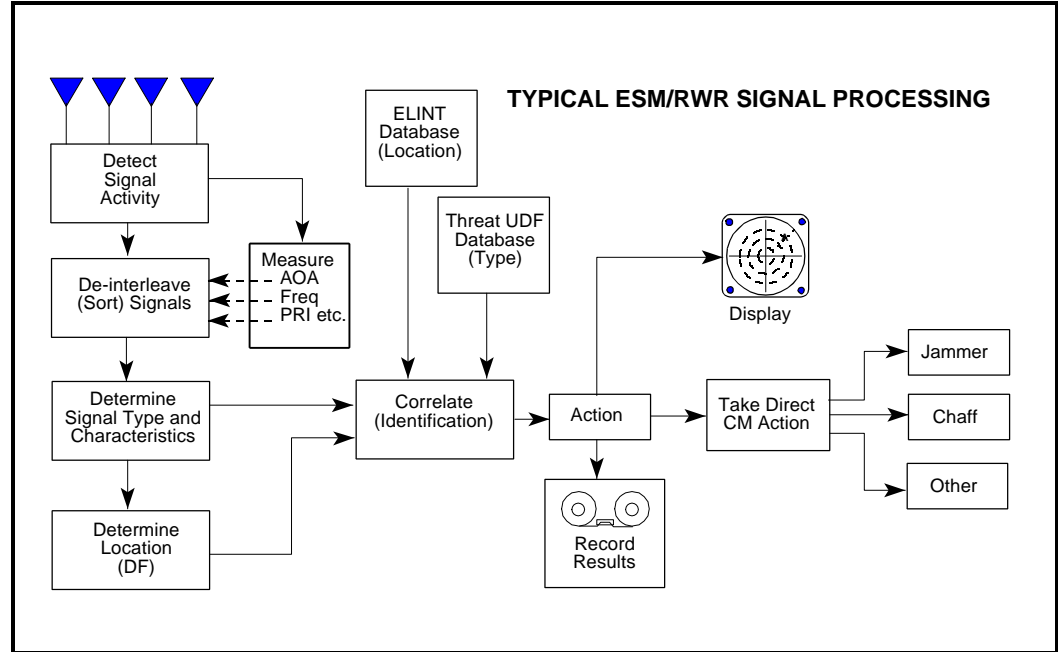 TYPICAL ESM/RWR SIGNAL PROCESSING
Detect
Signal
Activity
De-interleave
(Sort) Signals
Measure
AOA
Freq
PRI etc.
Determine
Signal Type and
Characteristics
Determine
Location
(DF)
ELINT
Database
(Location)
Threat UDF
Database
(Type)
Correlate
(Identification)
Action
Display
Record
Results
Take Direct
CM Action
Jammer
Chaff
Other